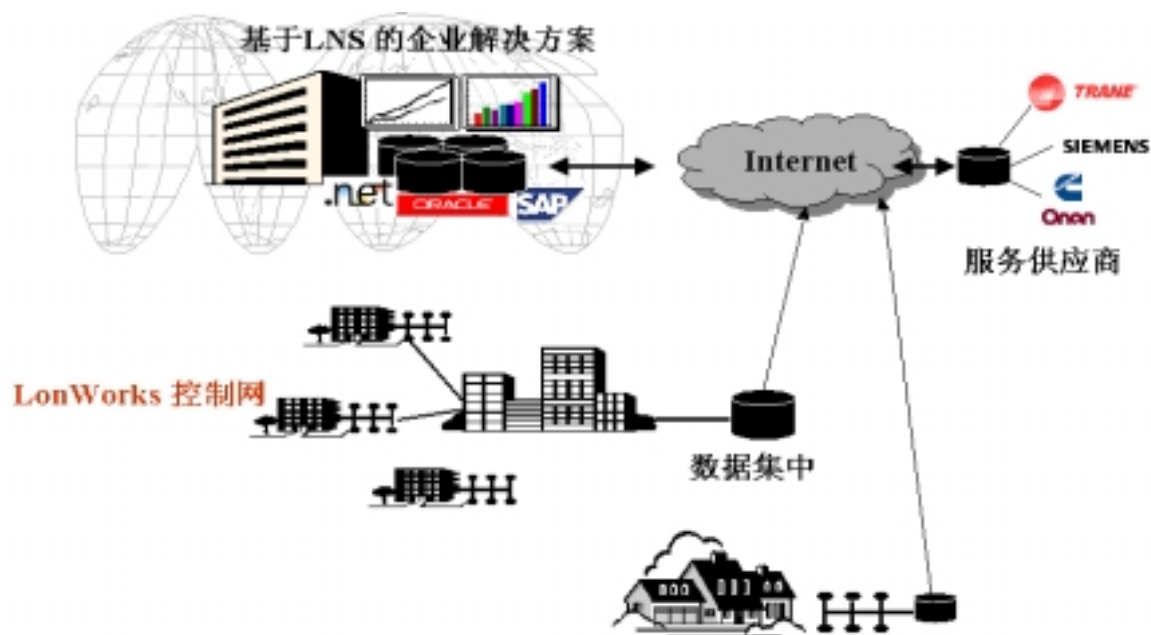 基于LNS 的企业解决方案
.net
ORACLE
SAP
Internet
TRANE
SIEMENS
Onan
服务供应商
LonWorks 控制网
数据集中